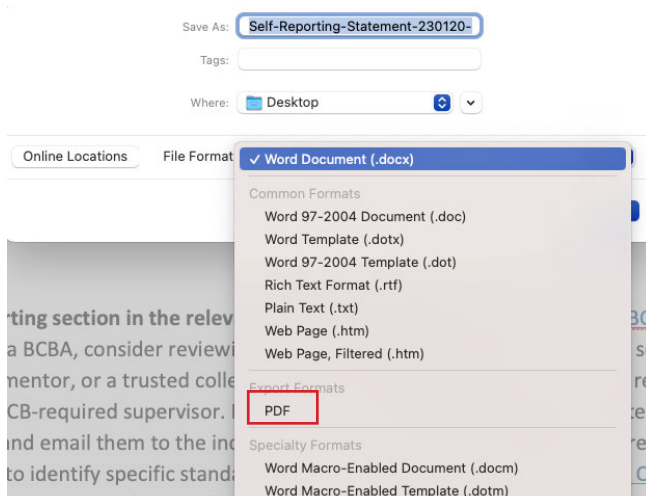 Save As: Self-Reporting-Statement-230120-
Tags:
Where: Desktop
Online Locations File Format ✓ Word Document (.docx)
Common Formats
Word 97-2004 Document (.doc)
Word Template (.dotx)
Word 97-2004 Template (.dot)
Rich Text Format (.rtf)
Plain Text (.txt)
rting section in the relev
Web Page (.htm)
a BCBA, consider reviewi
Web Page, Filtered (.htm)
mentor, or a trusted colle
Export Formats
CB-required supervisor.
PDF
and email them to the in
Specialty Formats
to identify specific stand
Word Macro-Enabled Document (.docm)
Word Macro-Enabled Template (.dotm)